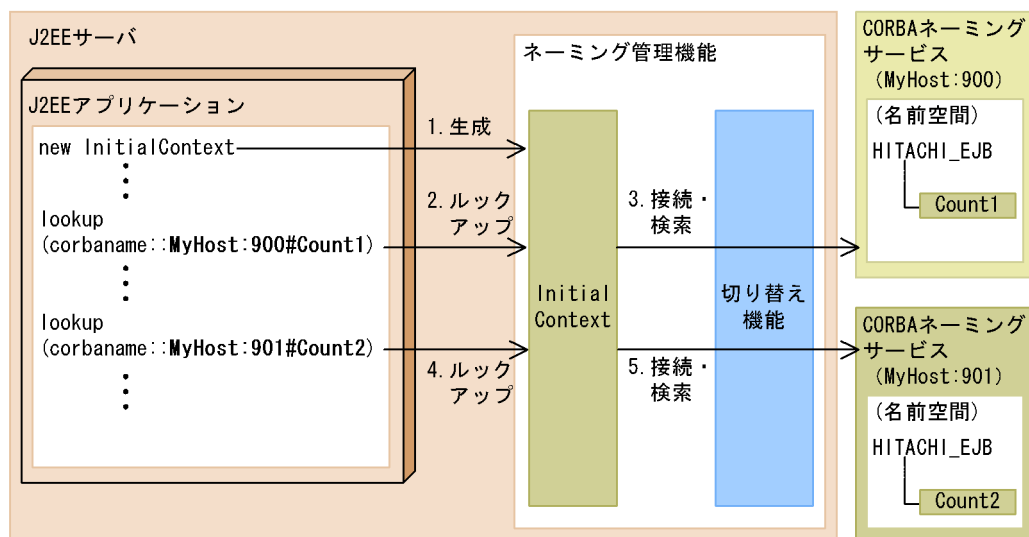 J2EEサーバ
J2EEアプリケーション
new InitialContext
lookup
(corbaname::MyHost:900#Count1)
lookup
(corbaname::MyHost:901#Count2)
1.生成
2.ルック
アップ
4.ルック
アップ
ネーミング管理機能
Initial
Context
3.接続・
検索
5.接続・
検索
切り替え
機能
CORBAネーミング
サービス
(MyHost:900)
(名前空間)
HITACHI_EJB
Count1
CORBAネーミング
サービス
(MyHost:901)
(名前空間)
HITACHI_EJB
Count2